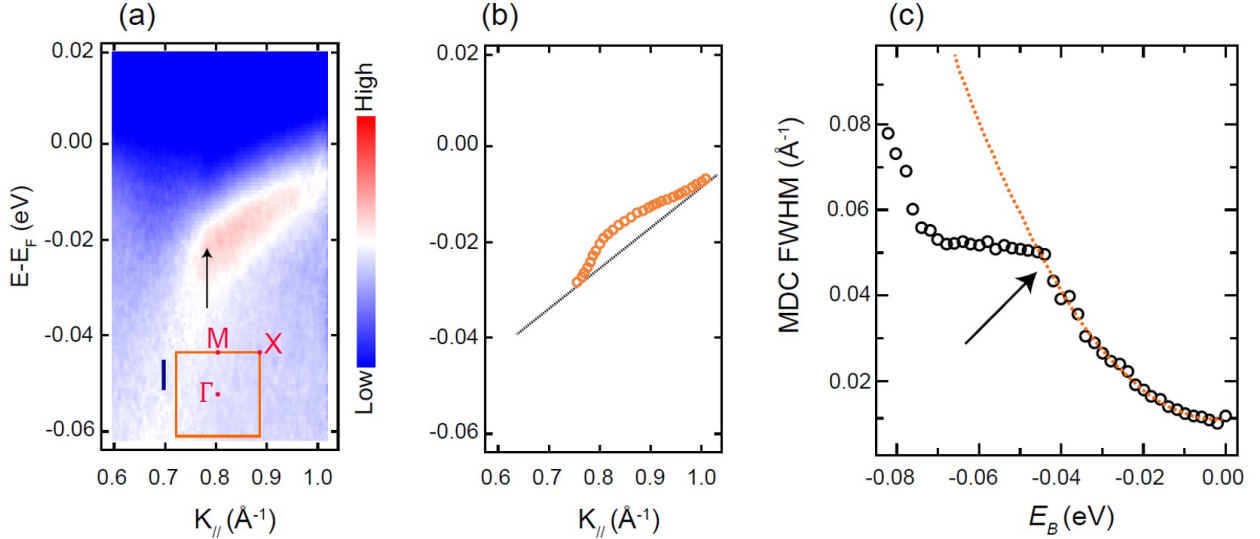 (a)
(b)
(c)
0.02
0.00
-0.02
-0.04
-0.06
E-E_F (eV)
0.6 0.7 0.8 0.9 1.0
K_// (Å⁻¹)
M
X
Γ
High
Low
0.02
-0.02
0.00
-0.02
-0.04
-0.06
0.6 0.7 0.8 0.9 1.0
K_// (Å⁻¹)
MDC FWHM (Å⁻¹)
0.08
0.06
0.04
0.02
-0.08 -0.06 -0.04 -0.02 0.00
E_B (eV)